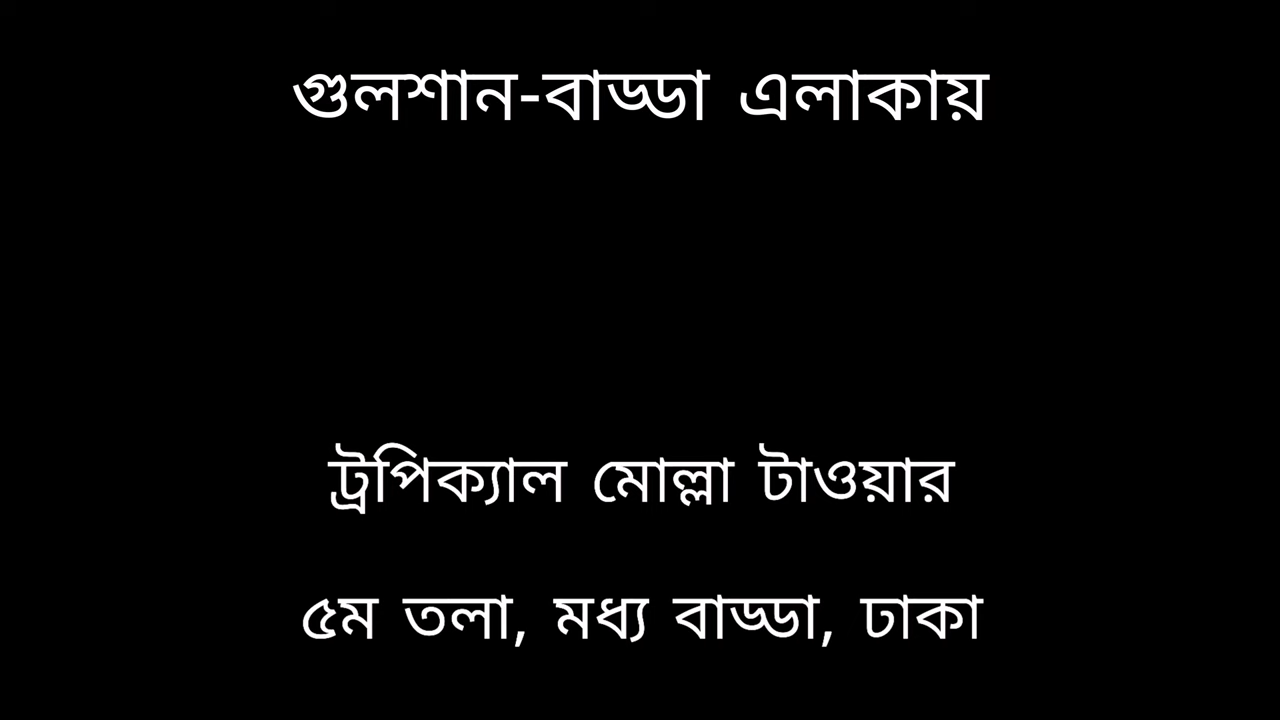 গুলশান-বাড্ডা এলাকায়
ট্রপিক্যাল মোল্লা টাওয়ার
৫ম তলা, মধ্য বাড্ডা, ঢাকা